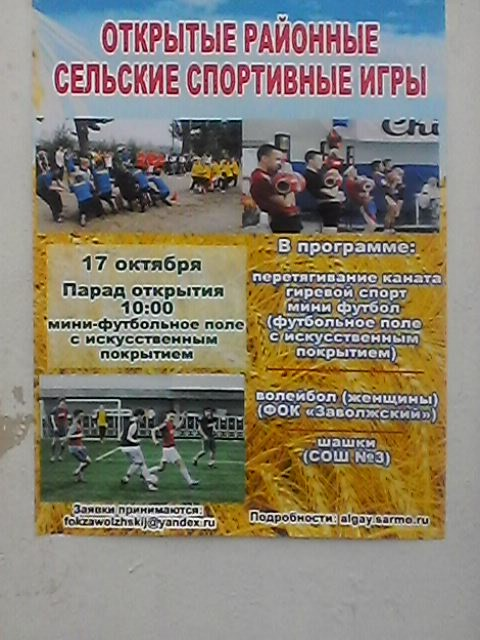 ОТКРЫТЫЕ РАЙОННЫЕ
СЕЛЬСКИЕ СПОРТИВНЫЕ ИГРЫ
Chi
17 октября
Парад открытия
10:00
мини-футбольное поле
с искусственным
покрытием
В программе:
перетягивание каната
гиревой спорт
мини футбол
(футбольное поле
с искусственным
покрытием)
волейбол (женщины)
(ФОК «Заволжский»)
шашки
(СОШ №3)
Заявки принимаются:
fokzawolzhskij@yandex.ru
Подробности: algay.sarmo.ru